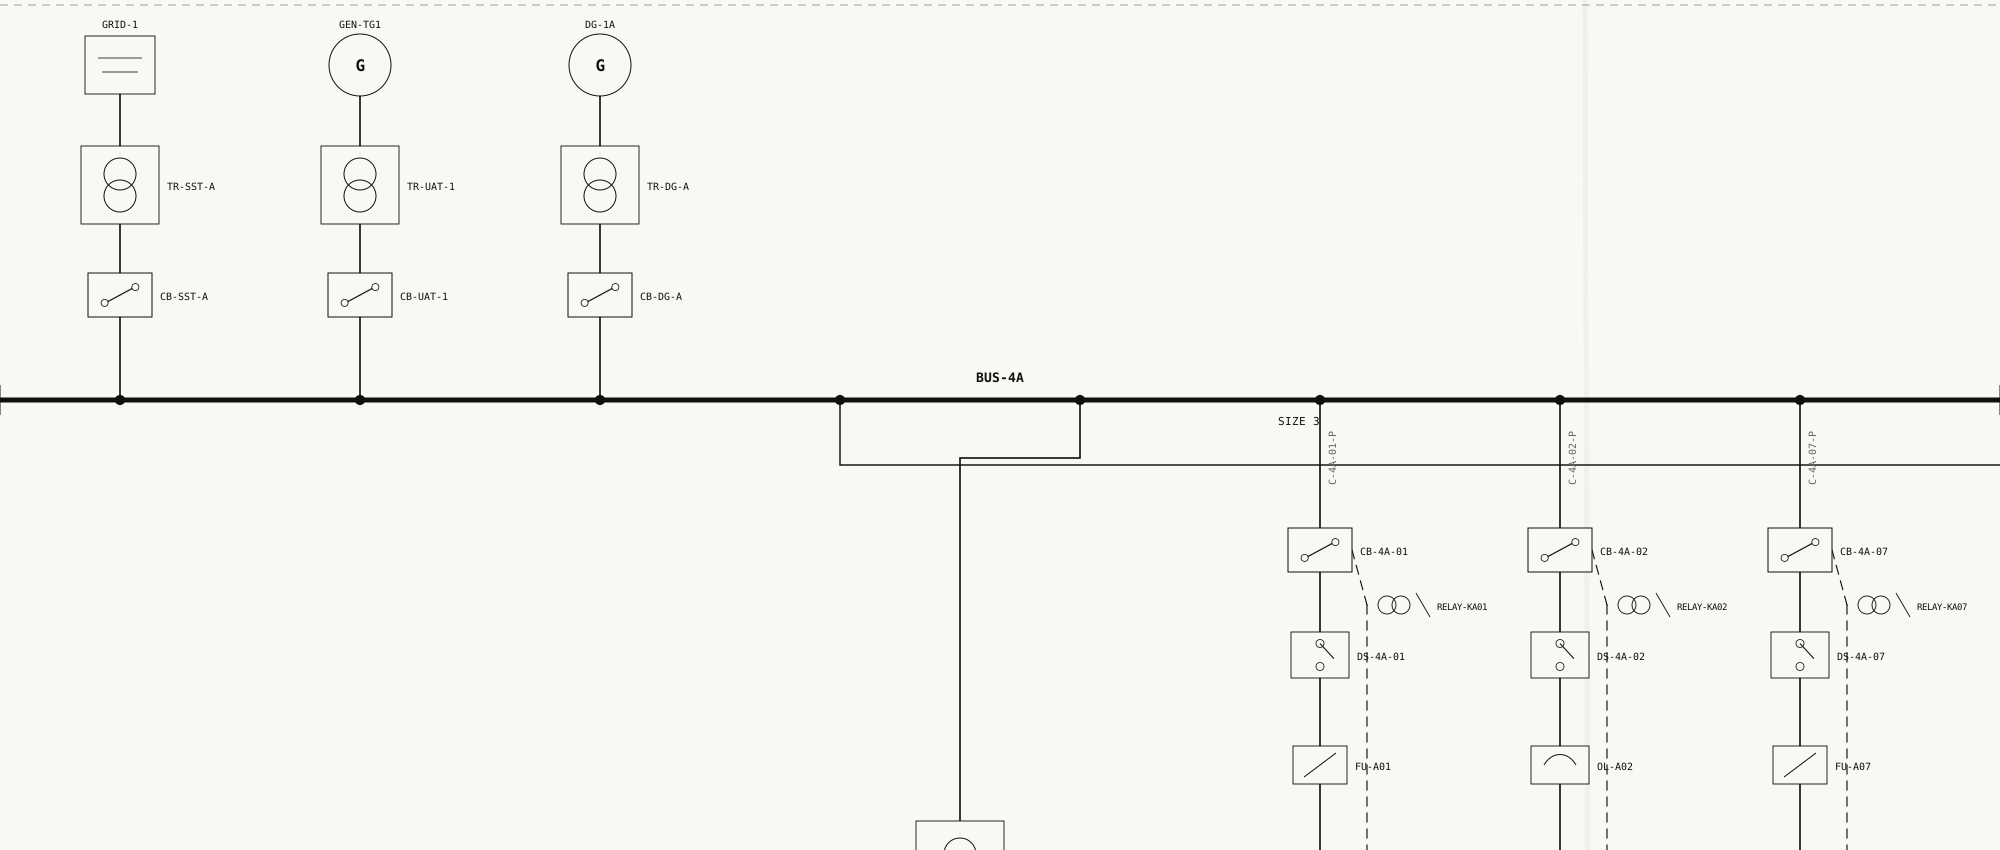 GRID-1
GEN-TG1
DG-1A
G
G
TR-SST-A
TR-UAT-1
TR-DG-A
CB-SST-A
CB-UAT-1
CB-DG-A
BUS-4A
SIZE 3
C-4A-01-P
C-4A-02-P
C-4A-07-P
CB-4A-01
CB-4A-02
CB-4A-07
RELAY-KA01
RELAY-KA02
RELAY-KA07
DS-4A-01
DS-4A-02
DS-4A-07
FU-A01
OL-A02
FU-A07